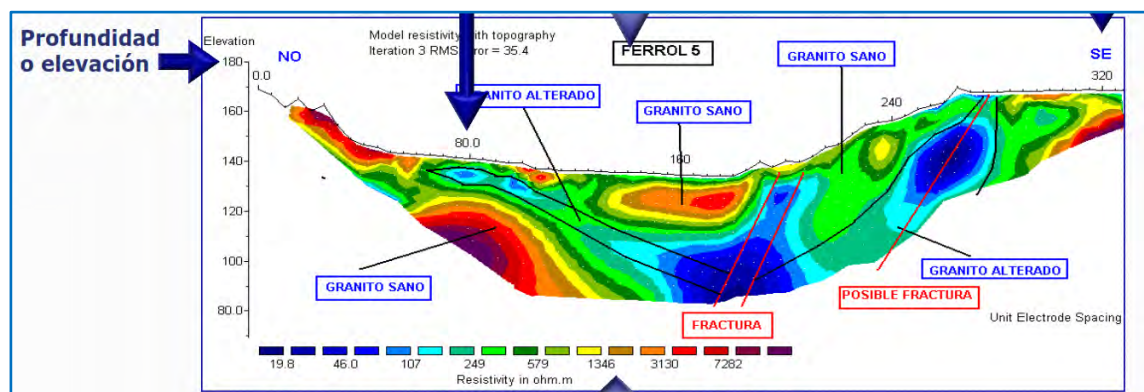 Profundidad
o elevación
Elevation
NO
Model resistivity with topography
Iteration 3 RMS error = 35.4
FERROL 5
GRANITO SANO
SE
180
160
140
120
100
80.0
0.0
80.0
160
240
320
GRANITO ALTERADO
GRANITO SANO
GRANITO SANO
GRANITO ALTERADO
POSIBLE FRACTURA
FRACTURA
Unit Electrode Spacing
19.8 46.0 107 249 579 1346 3130 7282
Resistivity in ohm.m